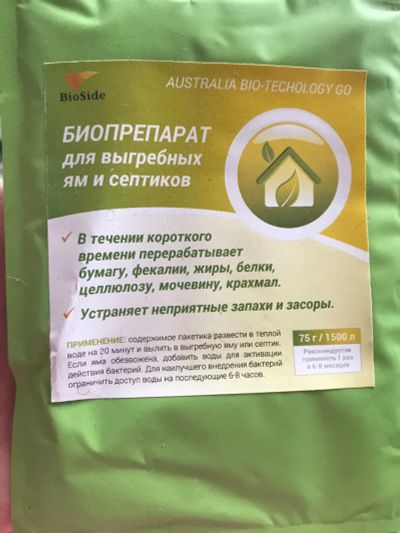 BioSide
AUSTRALIA BIO-TECHOLOGY GO
БИОПРЕПАРАТ
для выгребных
ям и септиков
✓ В течении короткого
времени перерабатывает
бумагу, фекалии, жиры, белки,
целлюлозу, мочевину, крахмал.
✓ Устраняет неприятные запахи и засоры.
ПРИМЕНЕНИЕ: содержимое пакетика развести в теплой
воде на 20 минут и вылить в выгребную яму или септик.
Если яма обезвожена, добавить воды для активации
действия бактерий. Для наилучшего внедрения бактерий
ограничить доступ воды на последующие 6-8 часов.
75 г / 1500 л
Рекомендуется
применять 1 раз
в 6-8 месяцев